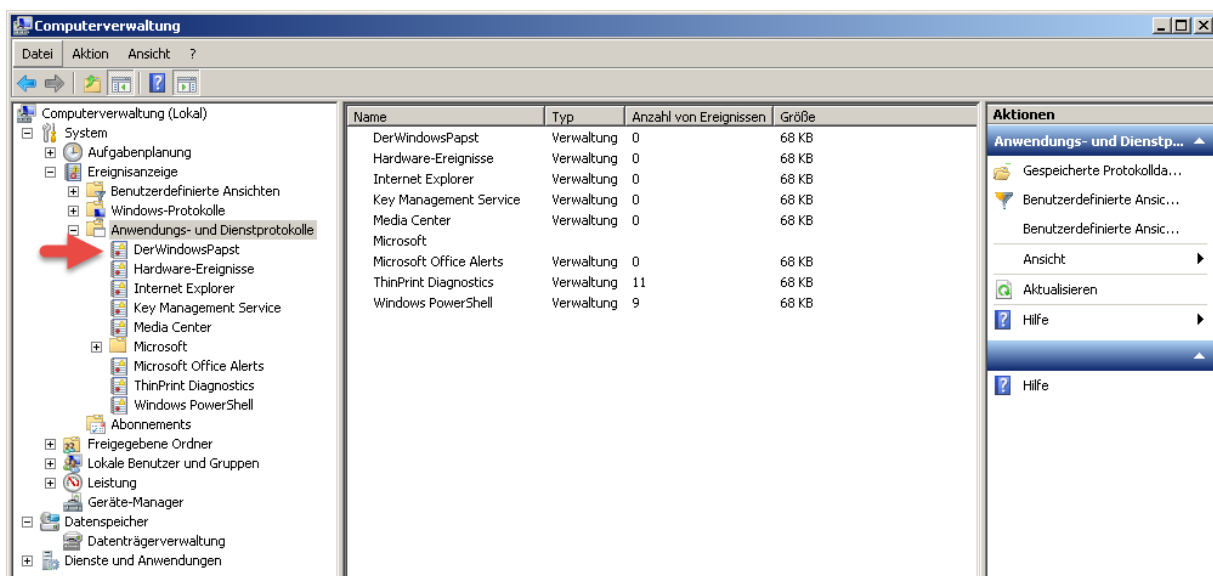 Computerverwaltung
Datei Aktion Ansicht ?
Computerverwaltung (Lokal)
System
Aufgabenplanung
Ereignisanzeige
Benutzerdefinierte Ansichten
Windows-Protokolle
Anwendungs- und Dienstprotokolle
DerWindowsPapst
Hardware-Ereignisse
Internet Explorer
Key Management Service
Media Center
Microsoft
Microsoft Office Alerts
ThinPrint Diagnostics
Windows PowerShell
Abonnements
Freigegebene Ordner
Lokale Benutzer und Gruppen
Leistung
Geräte-Manager
Datenspeicher
Datenträgerverwaltung
Dienste und Anwendungen
Name Typ Anzahl von Ereignissen Größe
DerWindowsPapst Verwaltung 0 68 KB
Hardware-Ereignisse Verwaltung 0 68 KB
Internet Explorer Verwaltung 0 68 KB
Key Management Service Verwaltung 0 68 KB
Media Center Verwaltung 0 68 KB
Microsoft
Microsoft Office Alerts Verwaltung 0 68 KB
ThinPrint Diagnostics Verwaltung 11 68 KB
Windows PowerShell Verwaltung 9 68 KB
Aktionen
Anwendungs- und Dienstp...
Gespeicherte Protokollda...
Benutzerdefinierte Ansic...
Benutzerdefinierte Ansic...
Ansicht
Aktualisieren
Hilfe
Hilfe